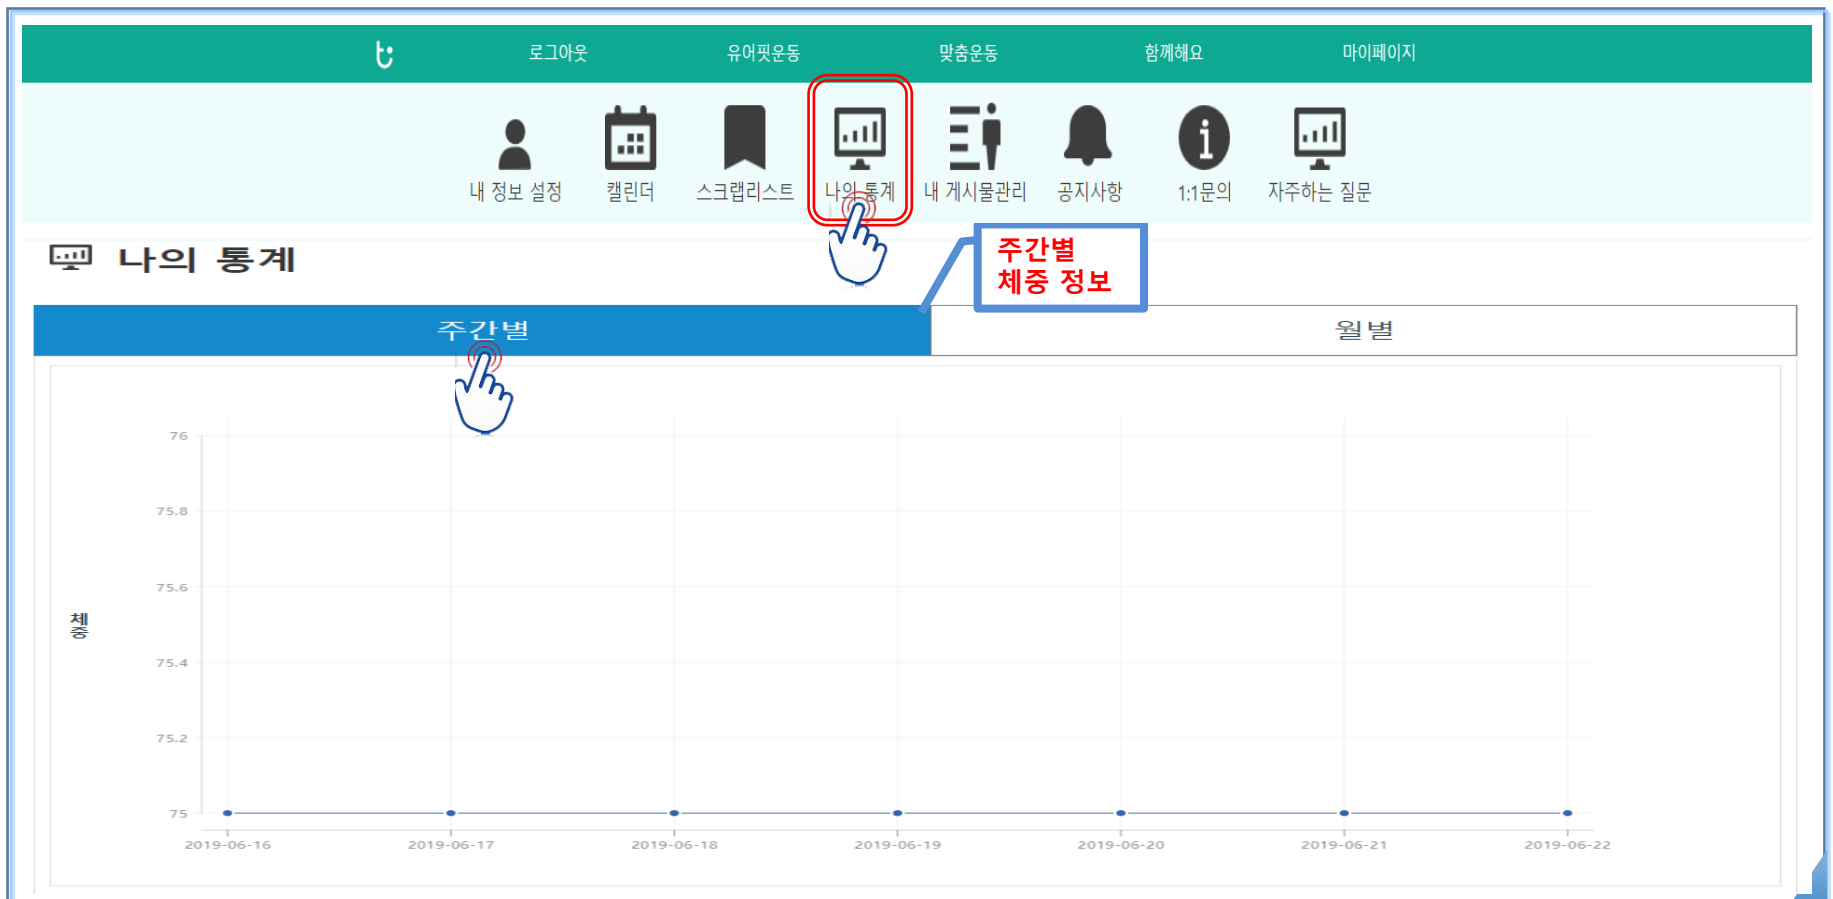 로그아웃 유어핏운동 맞춤운동 함께해요 마이페이지
내 정보 설정 캘린더 스크랩리스트 나의 통계 내 게시물관리 공지사항 1:1문의 자주하는 질문
나의 통계
주간별
체중 정보
주간별 월별
76
75.8
75.6
체중
75.4
75.2
75
2019-06-16 2019-06-17 2019-06-18 2019-06-19 2019-06-20 2019-06-21 2019-06-22